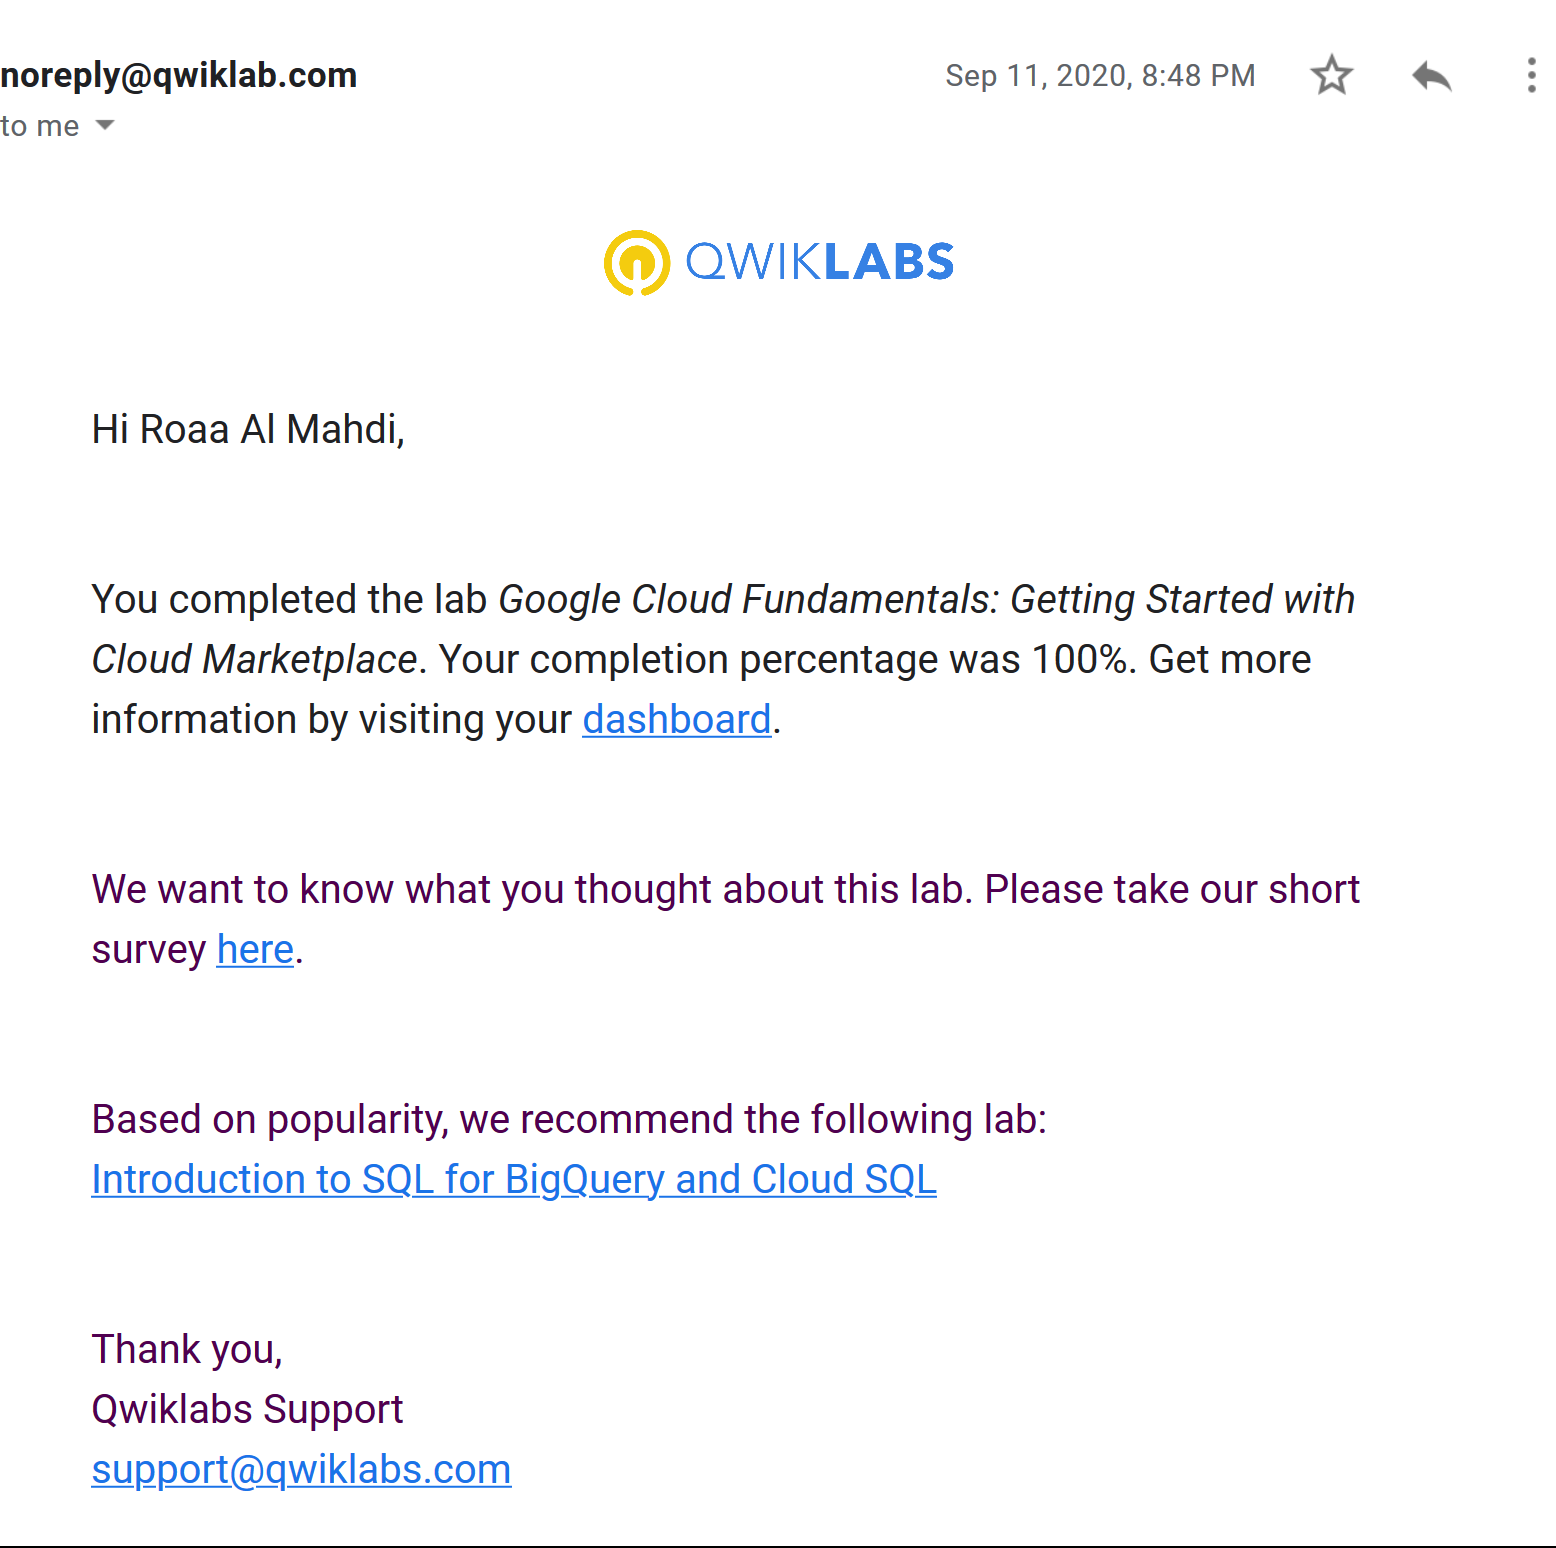 noreply@qwiklab.com
Sep 11, 2020, 8:48 PM
to me
QWIKLABS
Hi Roaa Al Mahdi,
You completed the lab Google Cloud Fundamentals: Getting Started with
Cloud Marketplace. Your completion percentage was 100%. Get more
information by visiting your dashboard.
We want to know what you thought about this lab. Please take our short
survey here.
Based on popularity, we recommend the following lab:
Introduction to SQL for BigQuery and Cloud SQL
Thank you,
Qwiklabs Support
support@qwiklabs.com